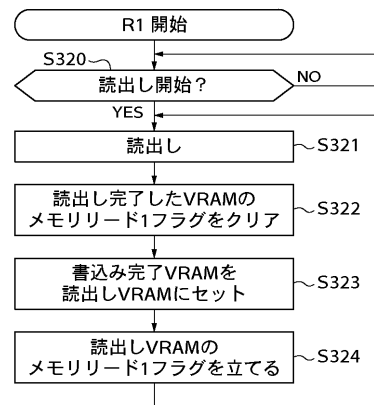 R1 開始
S320
読出し開始？
NO
YES
読出し
S321
読出し完了したVRAMの
メモリリード1フラグをクリア
S322
書込み完了VRAMを
読出しVRAMにセット
S323
読出しVRAMの
メモリリード1フラグを立てる
S324